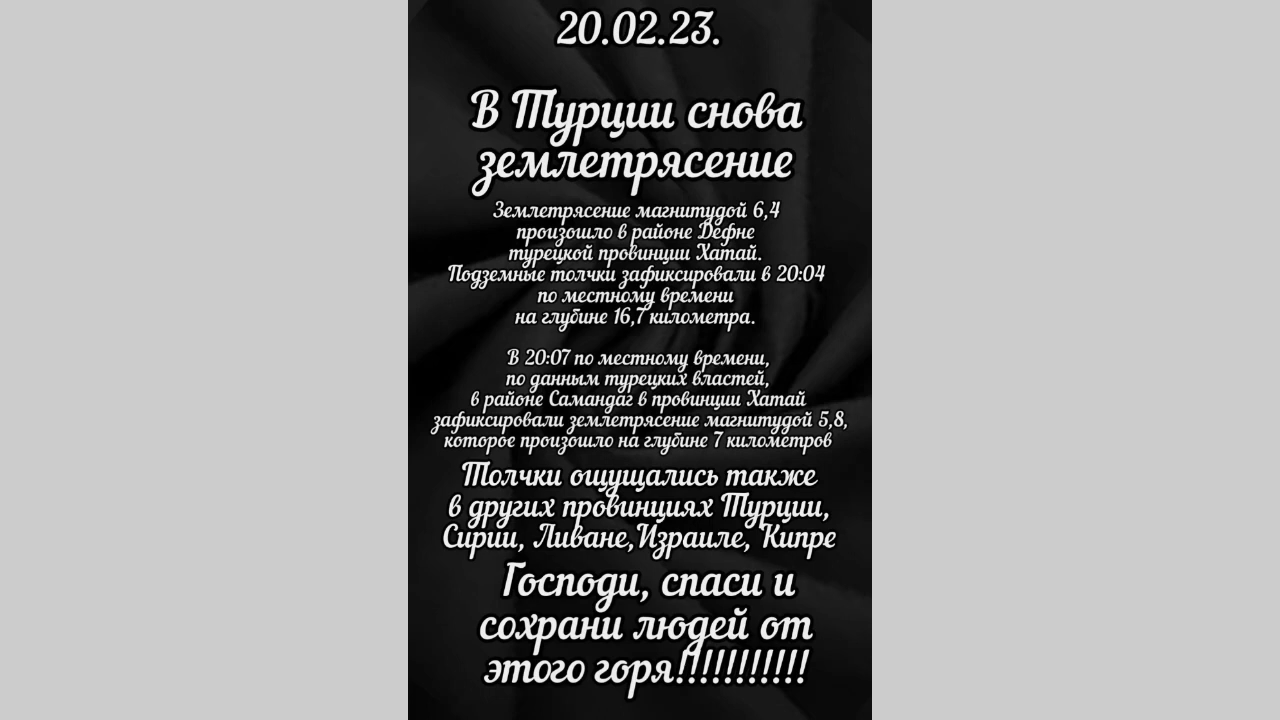 20.02.23.
В Турции снова
землетрясение
Землетрясение магнитудой 6,4
произошло в районе Дефне
турецкой провинции Хатай.
Подземные толчки зафиксировали в 20:04
по местному времени
на глубине 16,7 километра.
В 20:07 по местному времени,
по данным турецких властей,
в районе Самандаг в провинции Хатай
зафиксировали землетрясение магнитудой 5,8,
которое произошло на глубине 7 километров
Толчки ощущались также
в других провинциях Турции,
Сирии, Ливане,Израиле, Кипре
Господи, спаси и
сохрани людей от
этого горя!!!!!!!!!!!